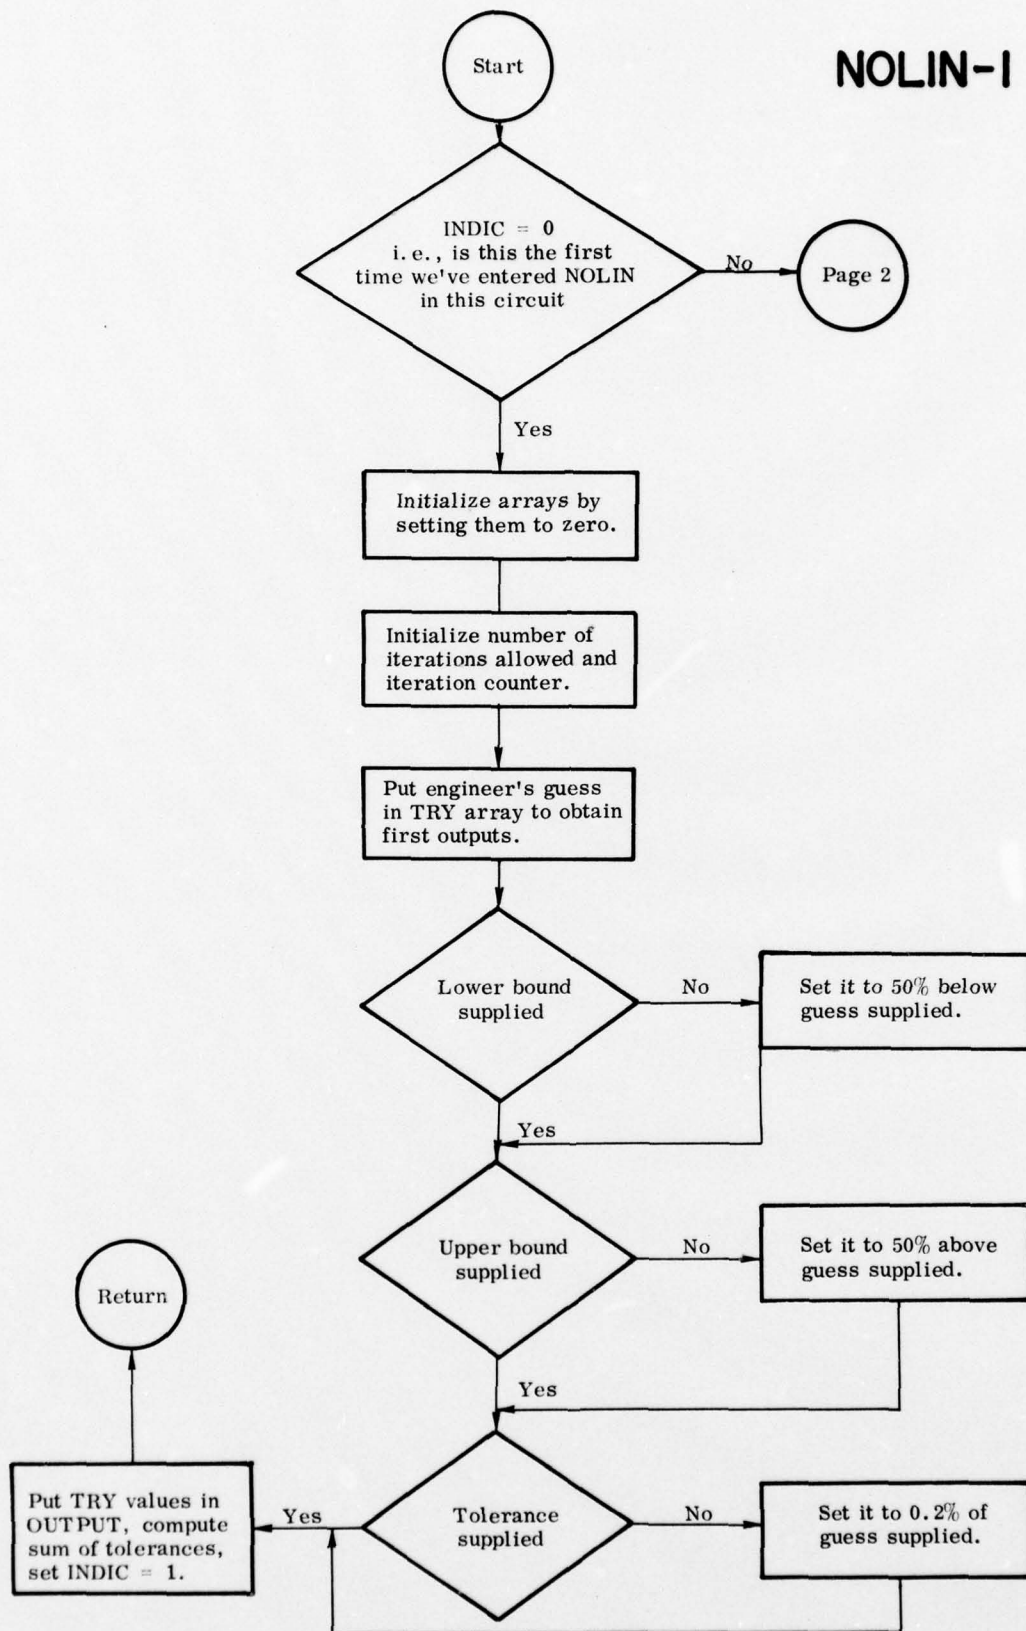 NOLIN-1
Start
INDIC = 0
i.e., is this the first
time we've entered NOLIN
in this circuit
No
Page 2
Yes
Initialize arrays by
setting them to zero.
Initialize number of
iterations allowed and
iteration counter.
Put engineer's guess
in TRY array to obtain
first outputs.
Lower bound
supplied
No
Set it to 50% below
guess supplied.
Yes
Upper bound
supplied
No
Set it to 50% above
guess supplied.
Return
Yes
Put TRY values in
OUTPUT, compute
sum of tolerances,
set INDIC = 1.
Yes
Tolerance
supplied
No
Set it to 0.2% of
guess supplied.